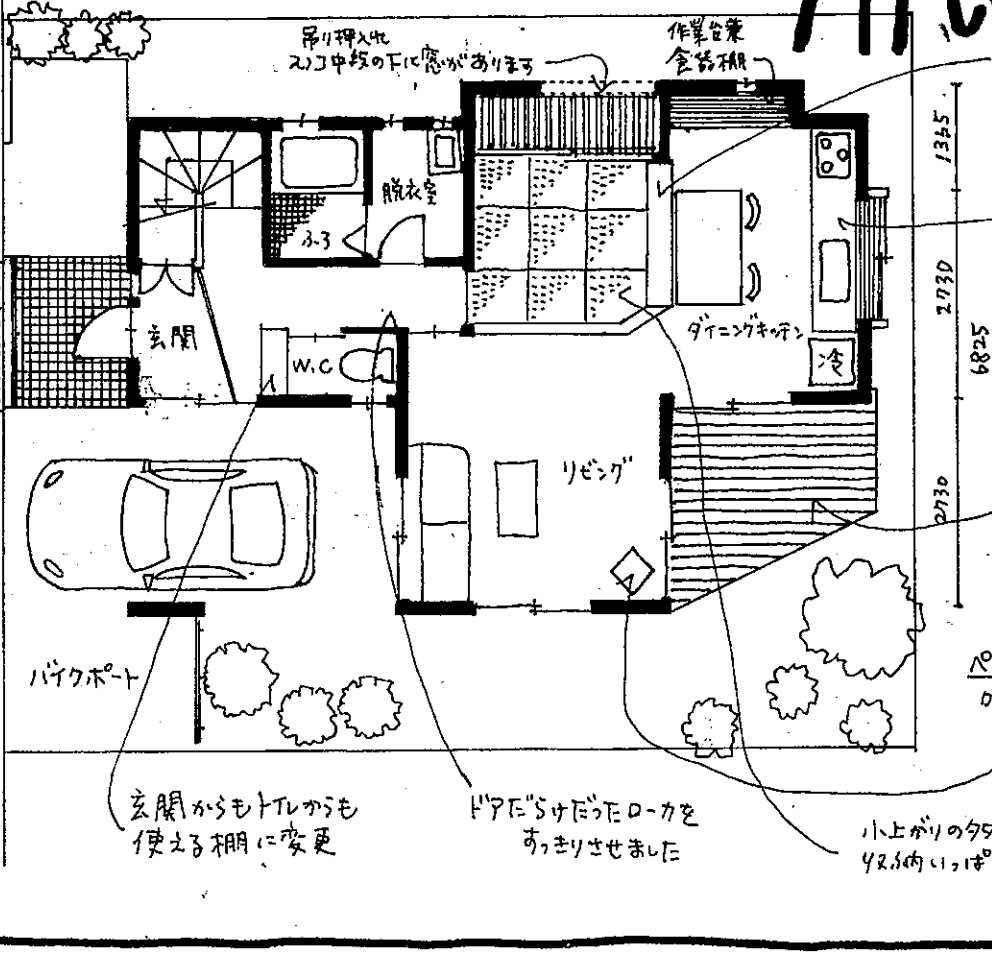 吊り押入れ
スノコ中段の下に窓があります
作業台兼
食器棚
脱衣室
ふろ
玄関
W.C
ダイニングキッチン
冷
リビング
バイクポート
1365
2730
6825
2730
玄関からもトイレからも
使える棚に変更
ドアだらけだったローカを
すっきりさせました
小上がりのタタ
収納いっぱ